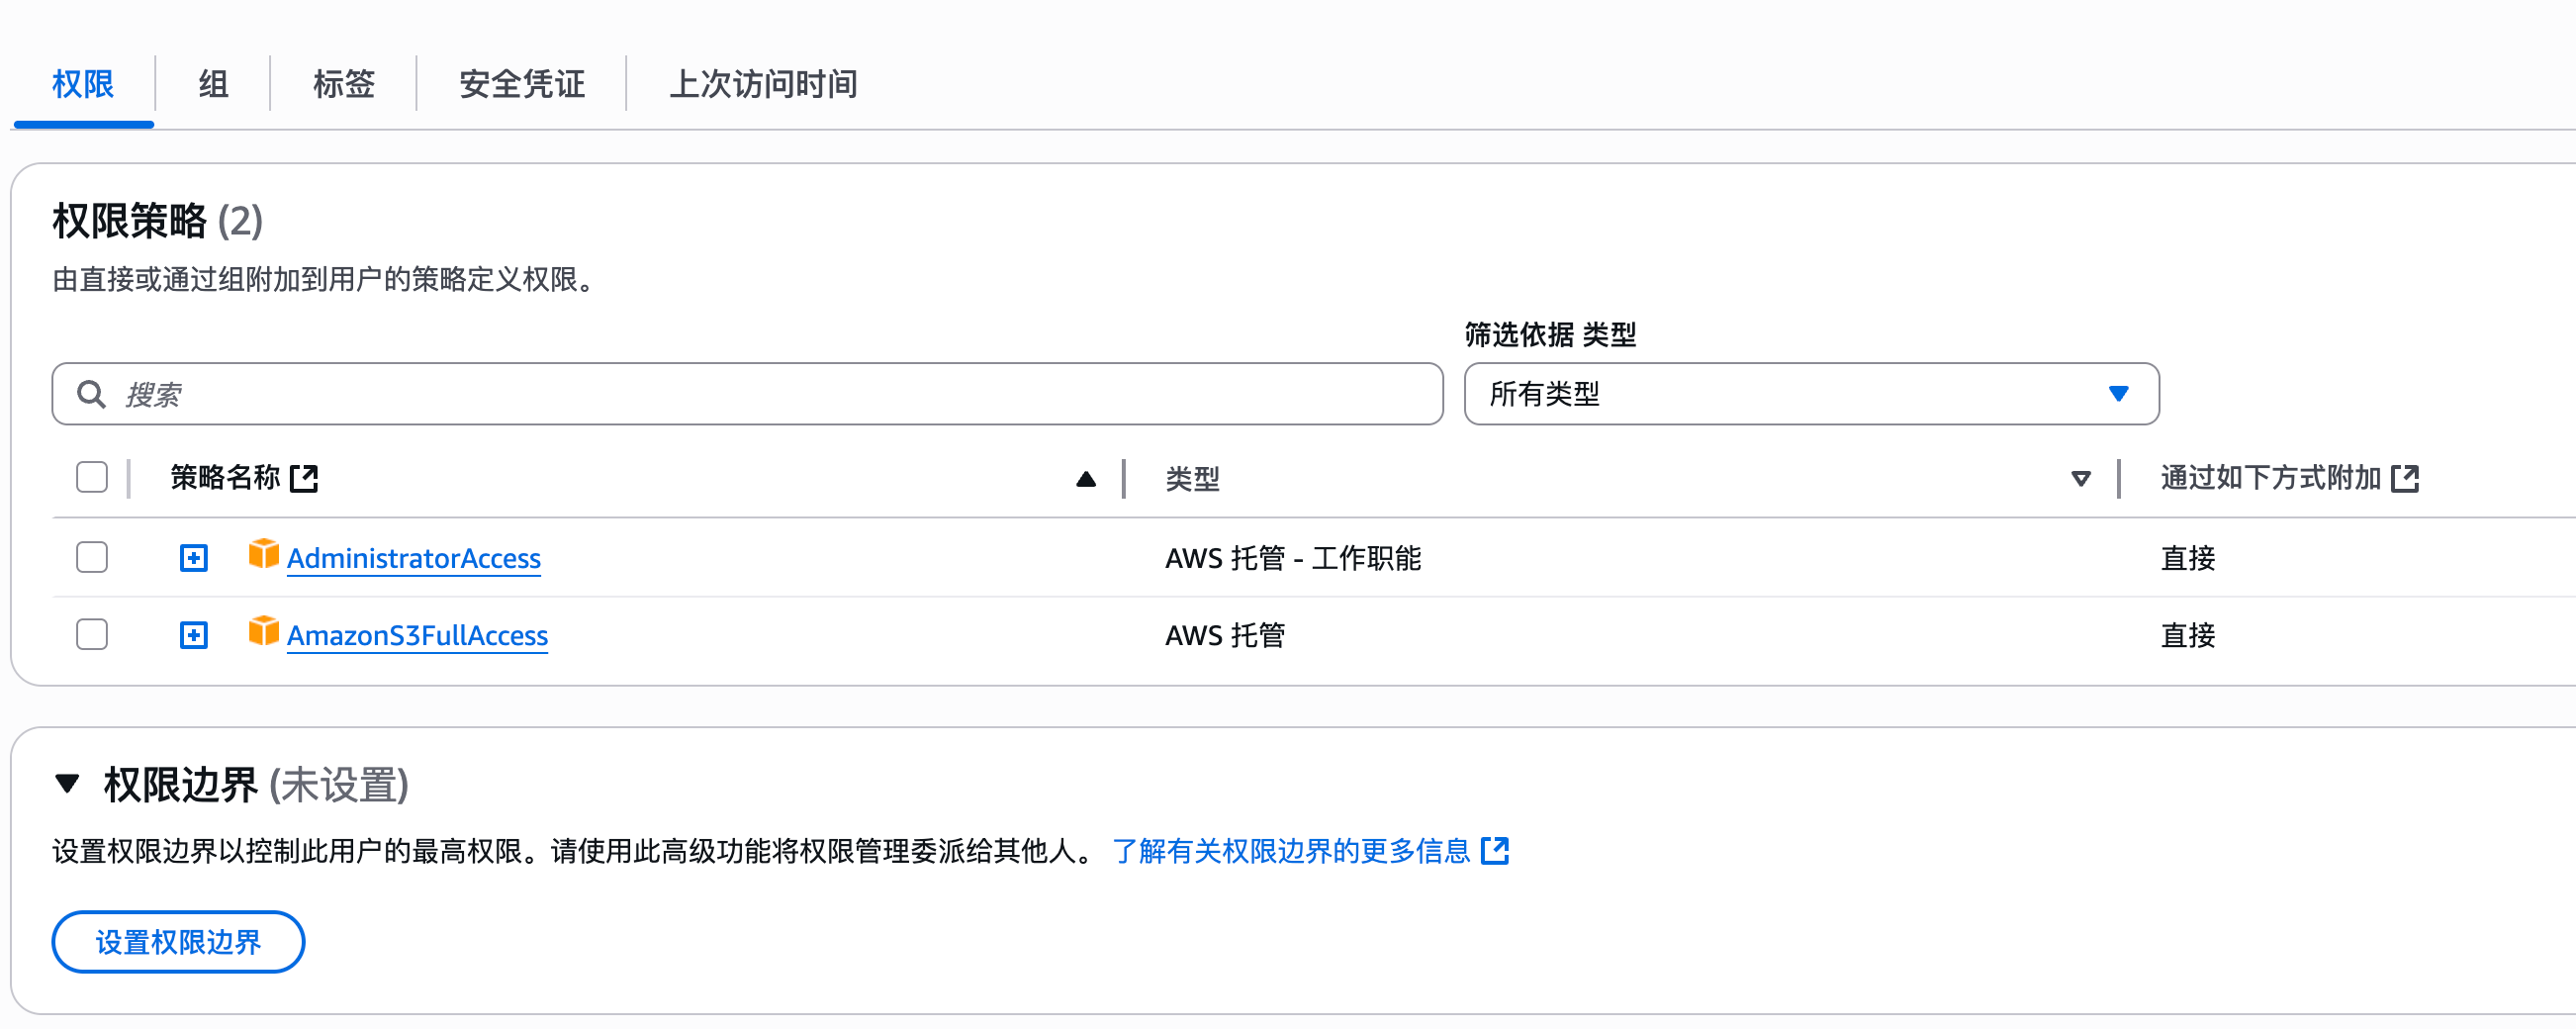 权限 组 标签 安全凭证 上次访问时间
权限策略 (2)
由直接或通过组附加到用户的策略定义权限。
筛选依据 类型
搜索 所有类型
策略名称 类型 通过如下方式附加
AdministratorAccess AWS 托管 - 工作职能 直接
AmazonS3FullAccess AWS 托管 直接
权限边界 (未设置)
设置权限边界以控制此用户的最高权限。请使用此高级功能将权限管理委派给其他人。 了解有关权限边界的更多信息
设置权限边界